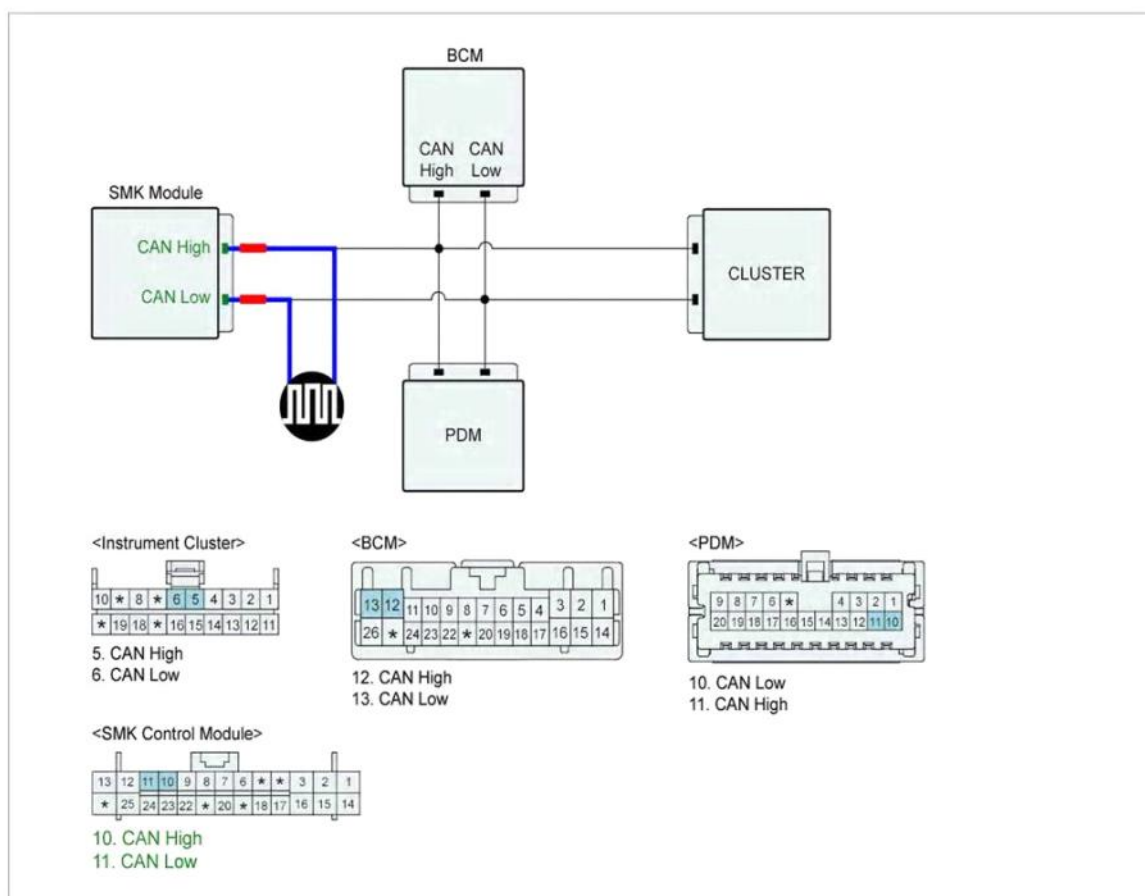 BCM
CAN CAN
High Low
SMK Module
CAN High
CAN Low
CLUSTER
PDM
<Instrument Cluster>
10 * 8 * 6 5 4 3 2 1
* 19 18 * 16 15 14 13 12 11
5. CAN High
6. CAN Low
<BCM>
13 12 11 10 9 8 7 6 5 4 3 2 1
26 * 24 23 22 * 20 19 18 17 16 15 14
12. CAN High
13. CAN Low
<PDM>
9 8 7 6 * 4 3 2 1
20 19 18 17 16 15 14 13 12 11 10
10. CAN Low
11. CAN High
<SMK Control Module>
13 12 11 10 9 8 7 6 * * 3 2 1
* 25 24 23 22 * 20 * 18 17 16 15 14
10. CAN High
11. CAN Low